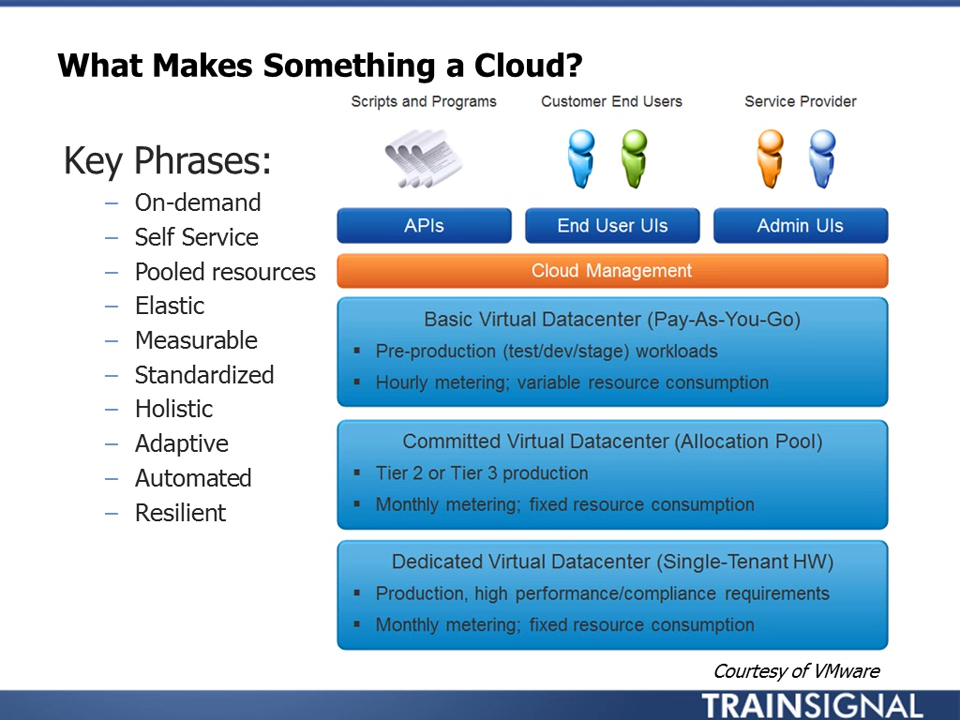 What Makes Something a Cloud?
Key Phrases:
– On-demand
– Self Service
– Pooled resources
– Elastic
– Measurable
– Standardized
– Holistic
– Adaptive
– Automated
– Resilient
Scripts and Programs
Customer End Users
Service Provider
APIs
End User UIs
Admin UIs
Cloud Management
Basic Virtual Datacenter (Pay-As-You-Go)
▪ Pre-production (test/dev/stage) workloads
▪ Hourly metering; variable resource consumption
Committed Virtual Datacenter (Allocation Pool)
▪ Tier 2 or Tier 3 production
▪ Monthly metering; fixed resource consumption
Dedicated Virtual Datacenter (Single-Tenant HW)
▪ Production, high performance/compliance requirements
▪ Monthly metering; fixed resource consumption
Courtesy of VMware
TRAINSIGNAL